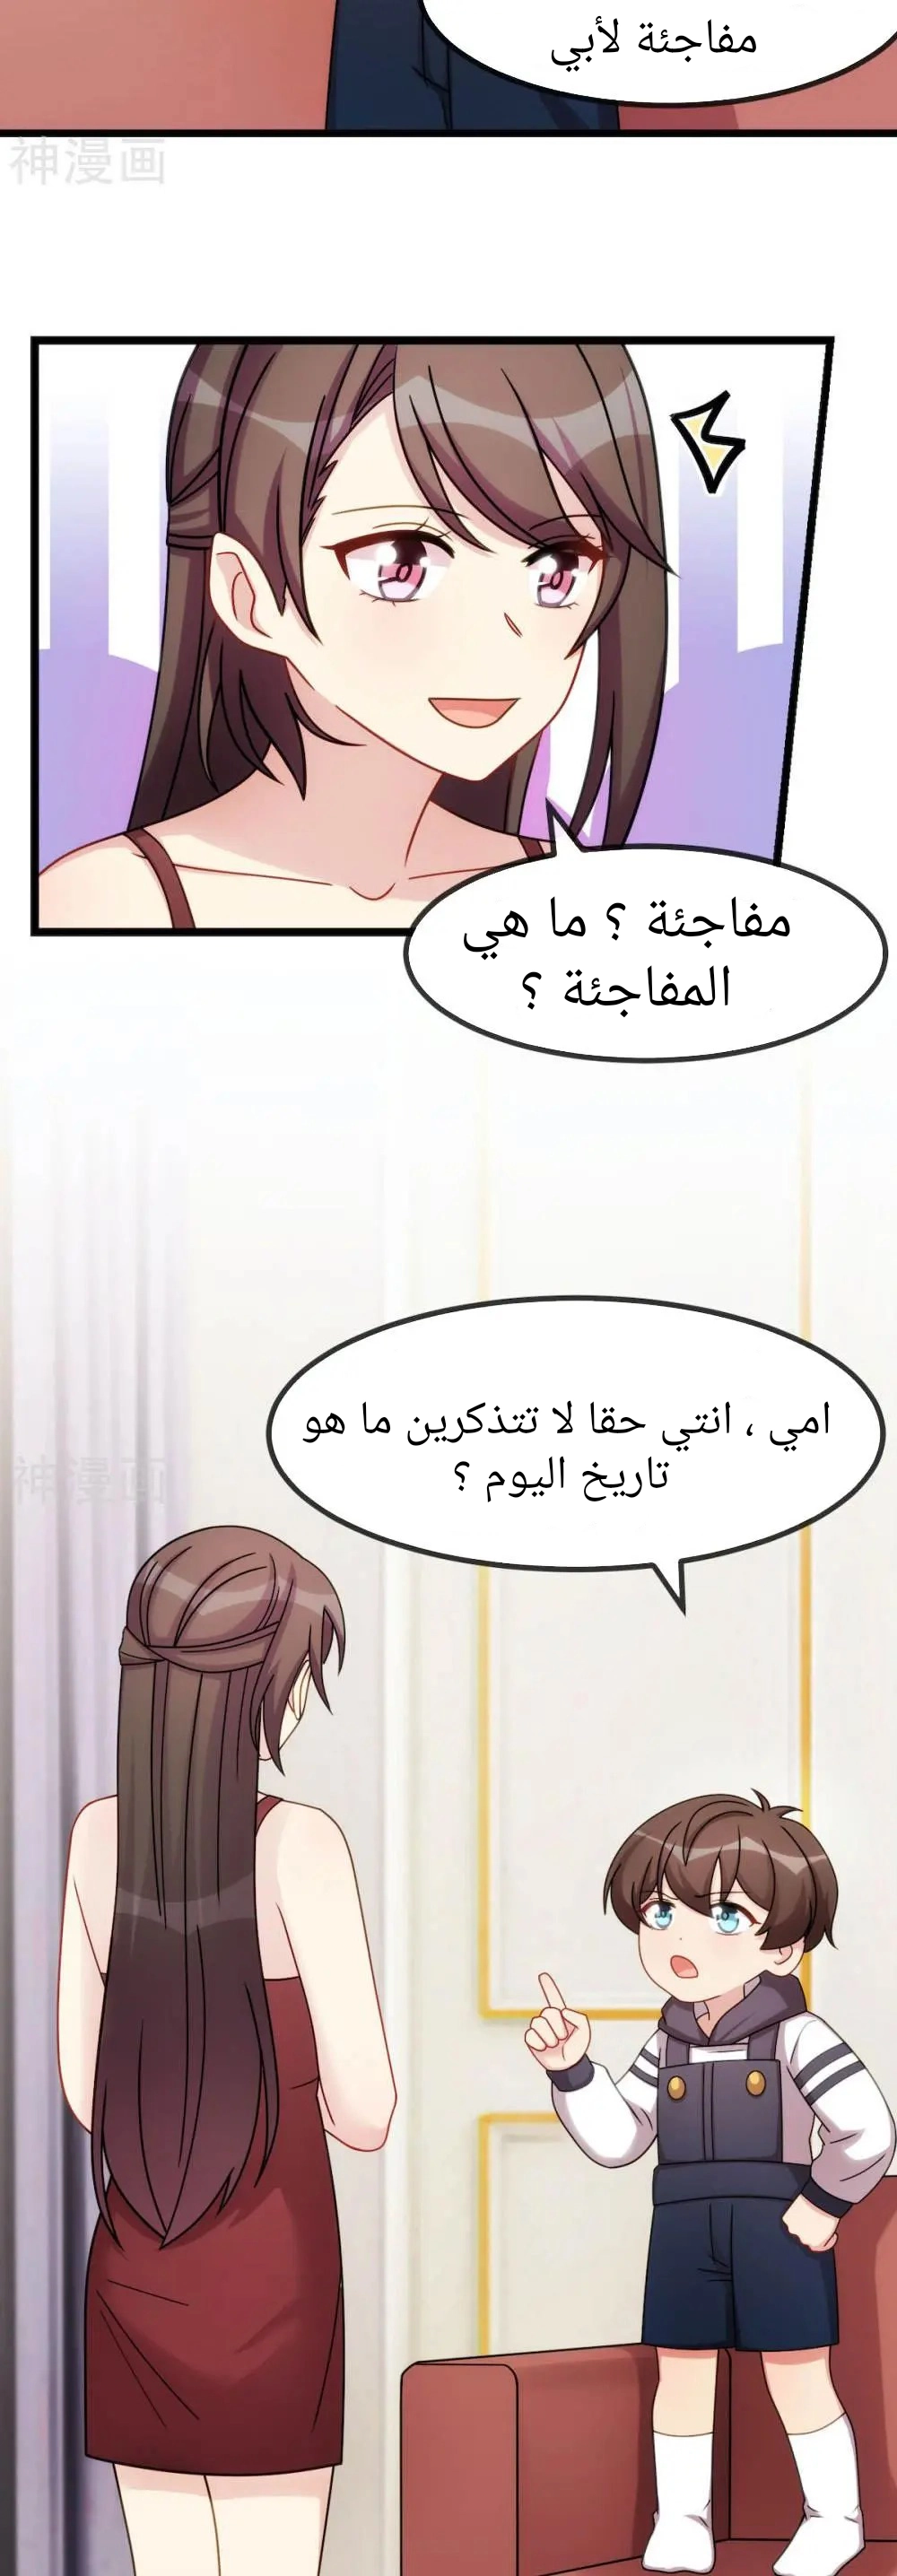 مفاجئة لأبي
神漫画
مفاجئة ؟ ما هي
المفاجئة ؟
امي ، انتي حقا لا تتذكرين ما هو
تاريخ اليوم ؟
神漫画